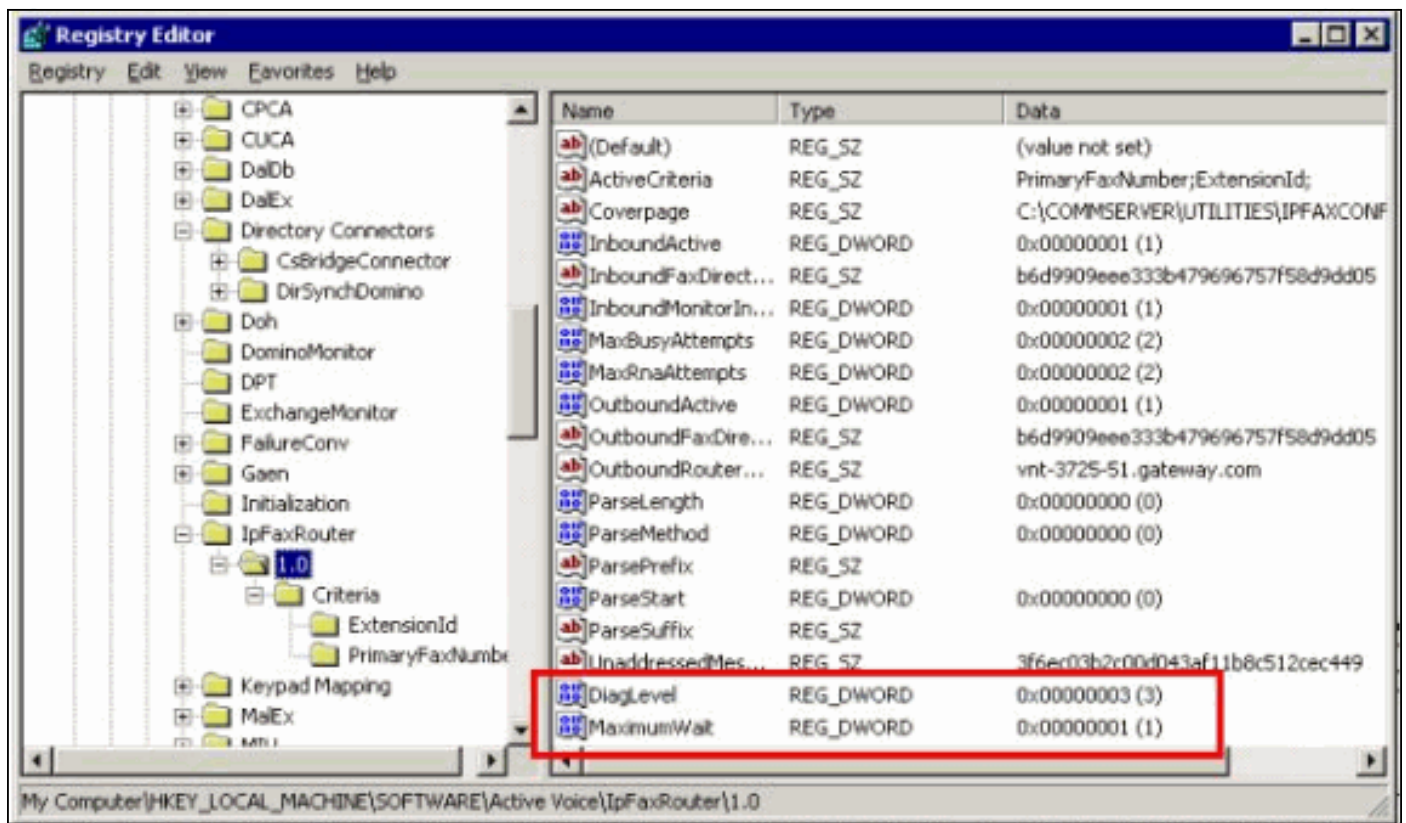 Registry Editor
Registry Edit View Favorites Help
CPCA
CUCA
DalDb
DalEx
Directory Connectors
CsBridgeConnector
DirSynchDomino
Doh
DominoMonitor
DPT
ExchangeMonitor
FailureConv
Gaen
Initialization
IpFaxRouter
1.0
Criteria
ExtensionId
PrimaryFaxNumbe
Keypad Mapping
MalEx
MIU
Name Type Data
(Default) REG_SZ (value not set)
ActiveCriteria REG_SZ PrimaryFaxNumber;ExtensionId;
Coverpage REG_SZ C:\COMMSERVER\UTILITIES\IPFAXCONF
InboundActive REG_DWORD 0x00000001 (1)
InboundFaxDirect... REG_SZ b6d9909eee333b479696757f58d9dd05
InboundMonitorIn... REG_DWORD 0x00000001 (1)
MaxBusyAttempts REG_DWORD 0x00000002 (2)
MaxRnaAttempts REG_DWORD 0x00000002 (2)
OutboundActive REG_DWORD 0x00000001 (1)
OutboundFaxDire... REG_SZ b6d9909eee333b479696757f58d9dd05
OutboundRouter... REG_SZ vnt-3725-51.gateway.com
ParseLength REG_DWORD 0x00000000 (0)
ParseMethod REG_DWORD 0x00000000 (0)
ParsePrefix REG_SZ
ParseStart REG_DWORD 0x00000000 (0)
ParseSuffix REG_SZ
UnaddressedMes... REG_SZ 3f6ec03b2c00d043af11b8c512cec449
DiagLevel REG_DWORD 0x00000003 (3)
MaximumWait REG_DWORD 0x00000001 (1)
My Computer\HKEY_LOCAL_MACHINE\SOFTWARE\Active Voice\IpFaxRouter\1.0